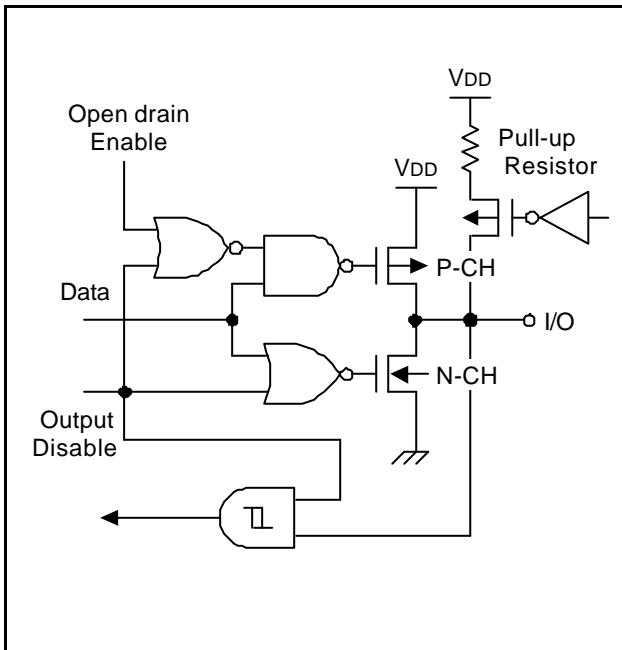 VDD
Open drain
Enable
Pull-up
Resistor
VDD
P-CH
Data
I/O
N-CH
Output
Disable